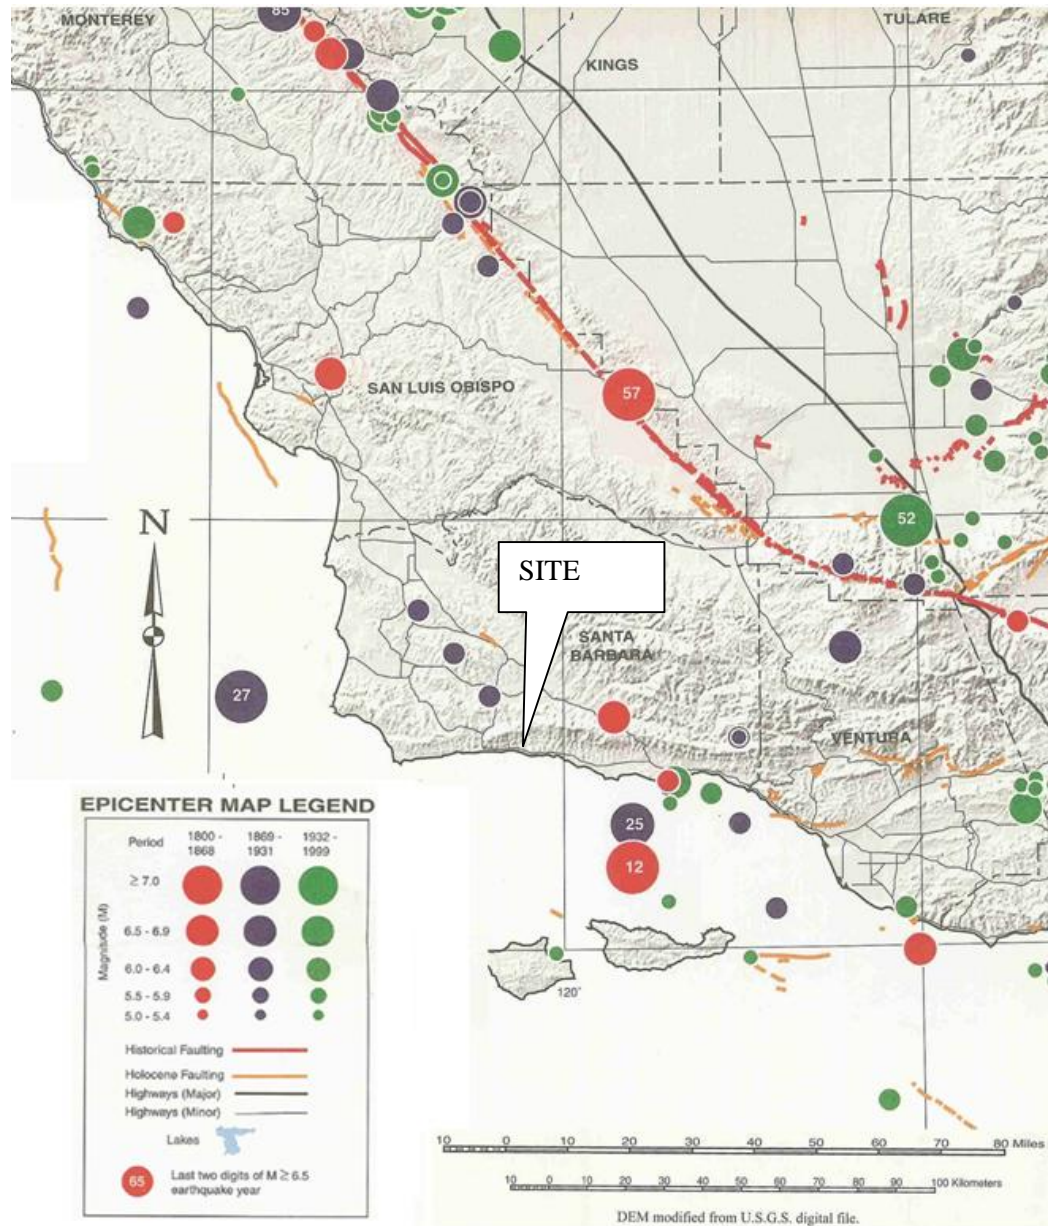 MONTEREY
85
TULARE
KINGS
57
SAN LUIS OBISPO
N
52
SITE
SANTA
BARBARA
27
VENTURA
25
12
120°
EPICENTER MAP LEGEND
Period
1800 -
1868
1869 -
1931
1932 -
1999
Magnitude (M)
≥ 7.0
6.5 - 6.9
6.0 - 6.4
5.5 - 5.9
5.0 - 5.4
Historical Faulting
Holocene Faulting
Highways (Major)
Highways (Minor)
Lakes
65
Last two digits of M ≥ 6.5
earthquake year
10 0 10 20 30 40 50 60 70 80 Miles
10 0 10 20 30 40 50 60 70 80 90 100 Kilometers
DEM modified from U.S.G.S. digital file.